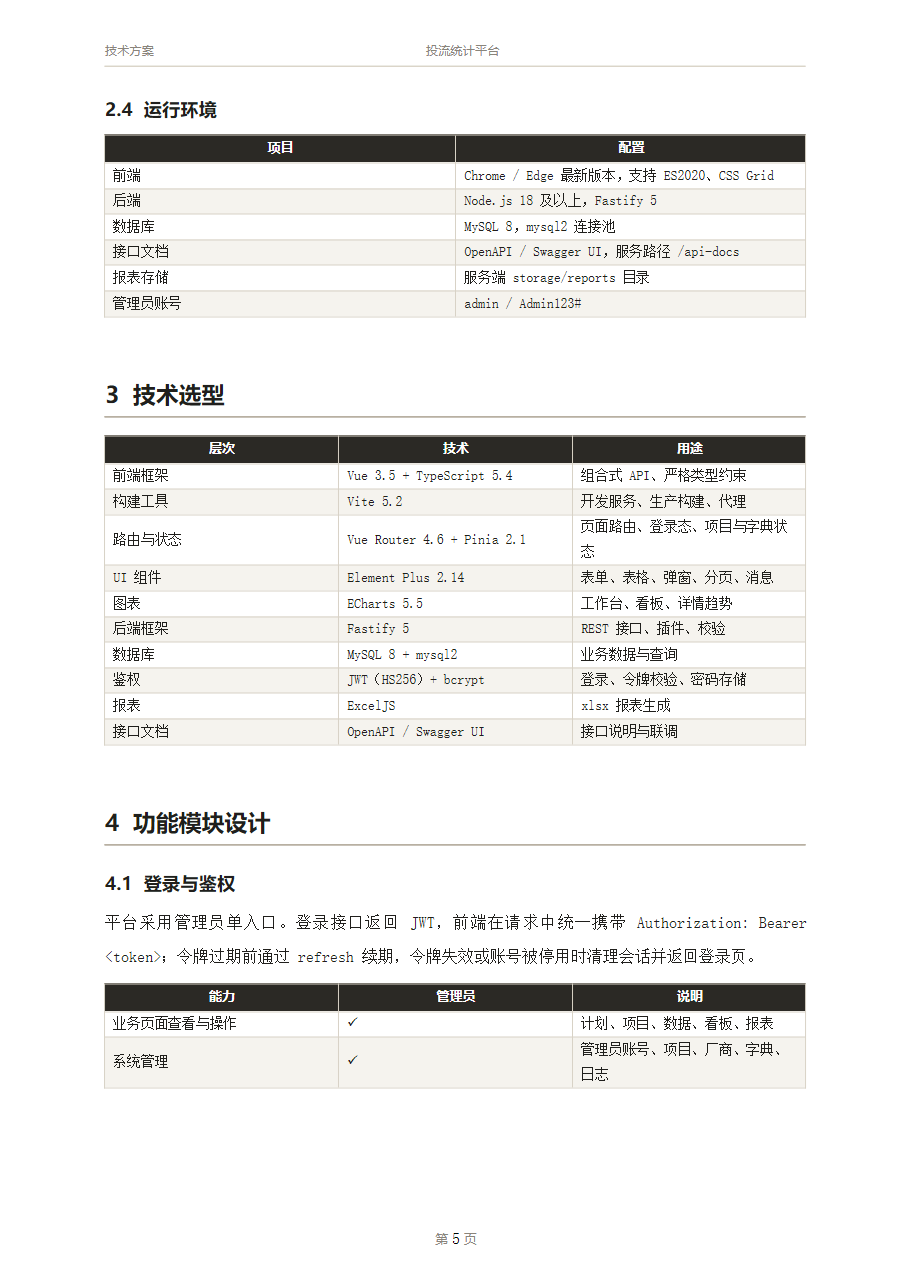 技术方案 投流统计平台
2.4 运行环境
项目 配置
前端 Chrome / Edge 最新版本，支持 ES2020、CSS Grid
后端 Node.js 18 及以上，Fastify 5
数据库 MySQL 8，mysql2 连接池
接口文档 OpenAPI / Swagger UI，服务路径 /api-docs
报表存储 服务端 storage/reports 目录
管理员账号 admin / Admin123#
3 技术选型
层次 技术 用途
前端框架 Vue 3.5 + TypeScript 5.4 组合式 API、严格类型约束
构建工具 Vite 5.2 开发服务、生产构建、代理
路由与状态 Vue Router 4.6 + Pinia 2.1 页面路由、登录态、项目与字典状
态
UI 组件 Element Plus 2.14 表单、表格、弹窗、分页、消息
图表 ECharts 5.5 工作台、看板、详情趋势
后端框架 Fastify 5 REST 接口、插件、校验
数据库 MySQL 8 + mysql2 业务数据与查询
鉴权 JWT（HS256）+ bcrypt 登录、令牌校验、密码存储
报表 ExcelJS xlsx 报表生成
接口文档 OpenAPI / Swagger UI 接口说明与联调
4 功能模块设计
4.1 登录与鉴权
平台采用管理员单入口。登录接口返回 JWT，前端在请求中统一携带 Authorization: Bearer
<token>；令牌过期前通过 refresh 续期，令牌失效或账号被停用时清理会话并返回登录页。
能力 管理员 说明
业务页面查看与操作 ✓ 计划、项目、数据、看板、报表
系统管理 ✓ 管理员账号、项目、厂商、字典、
日志
第 5 页